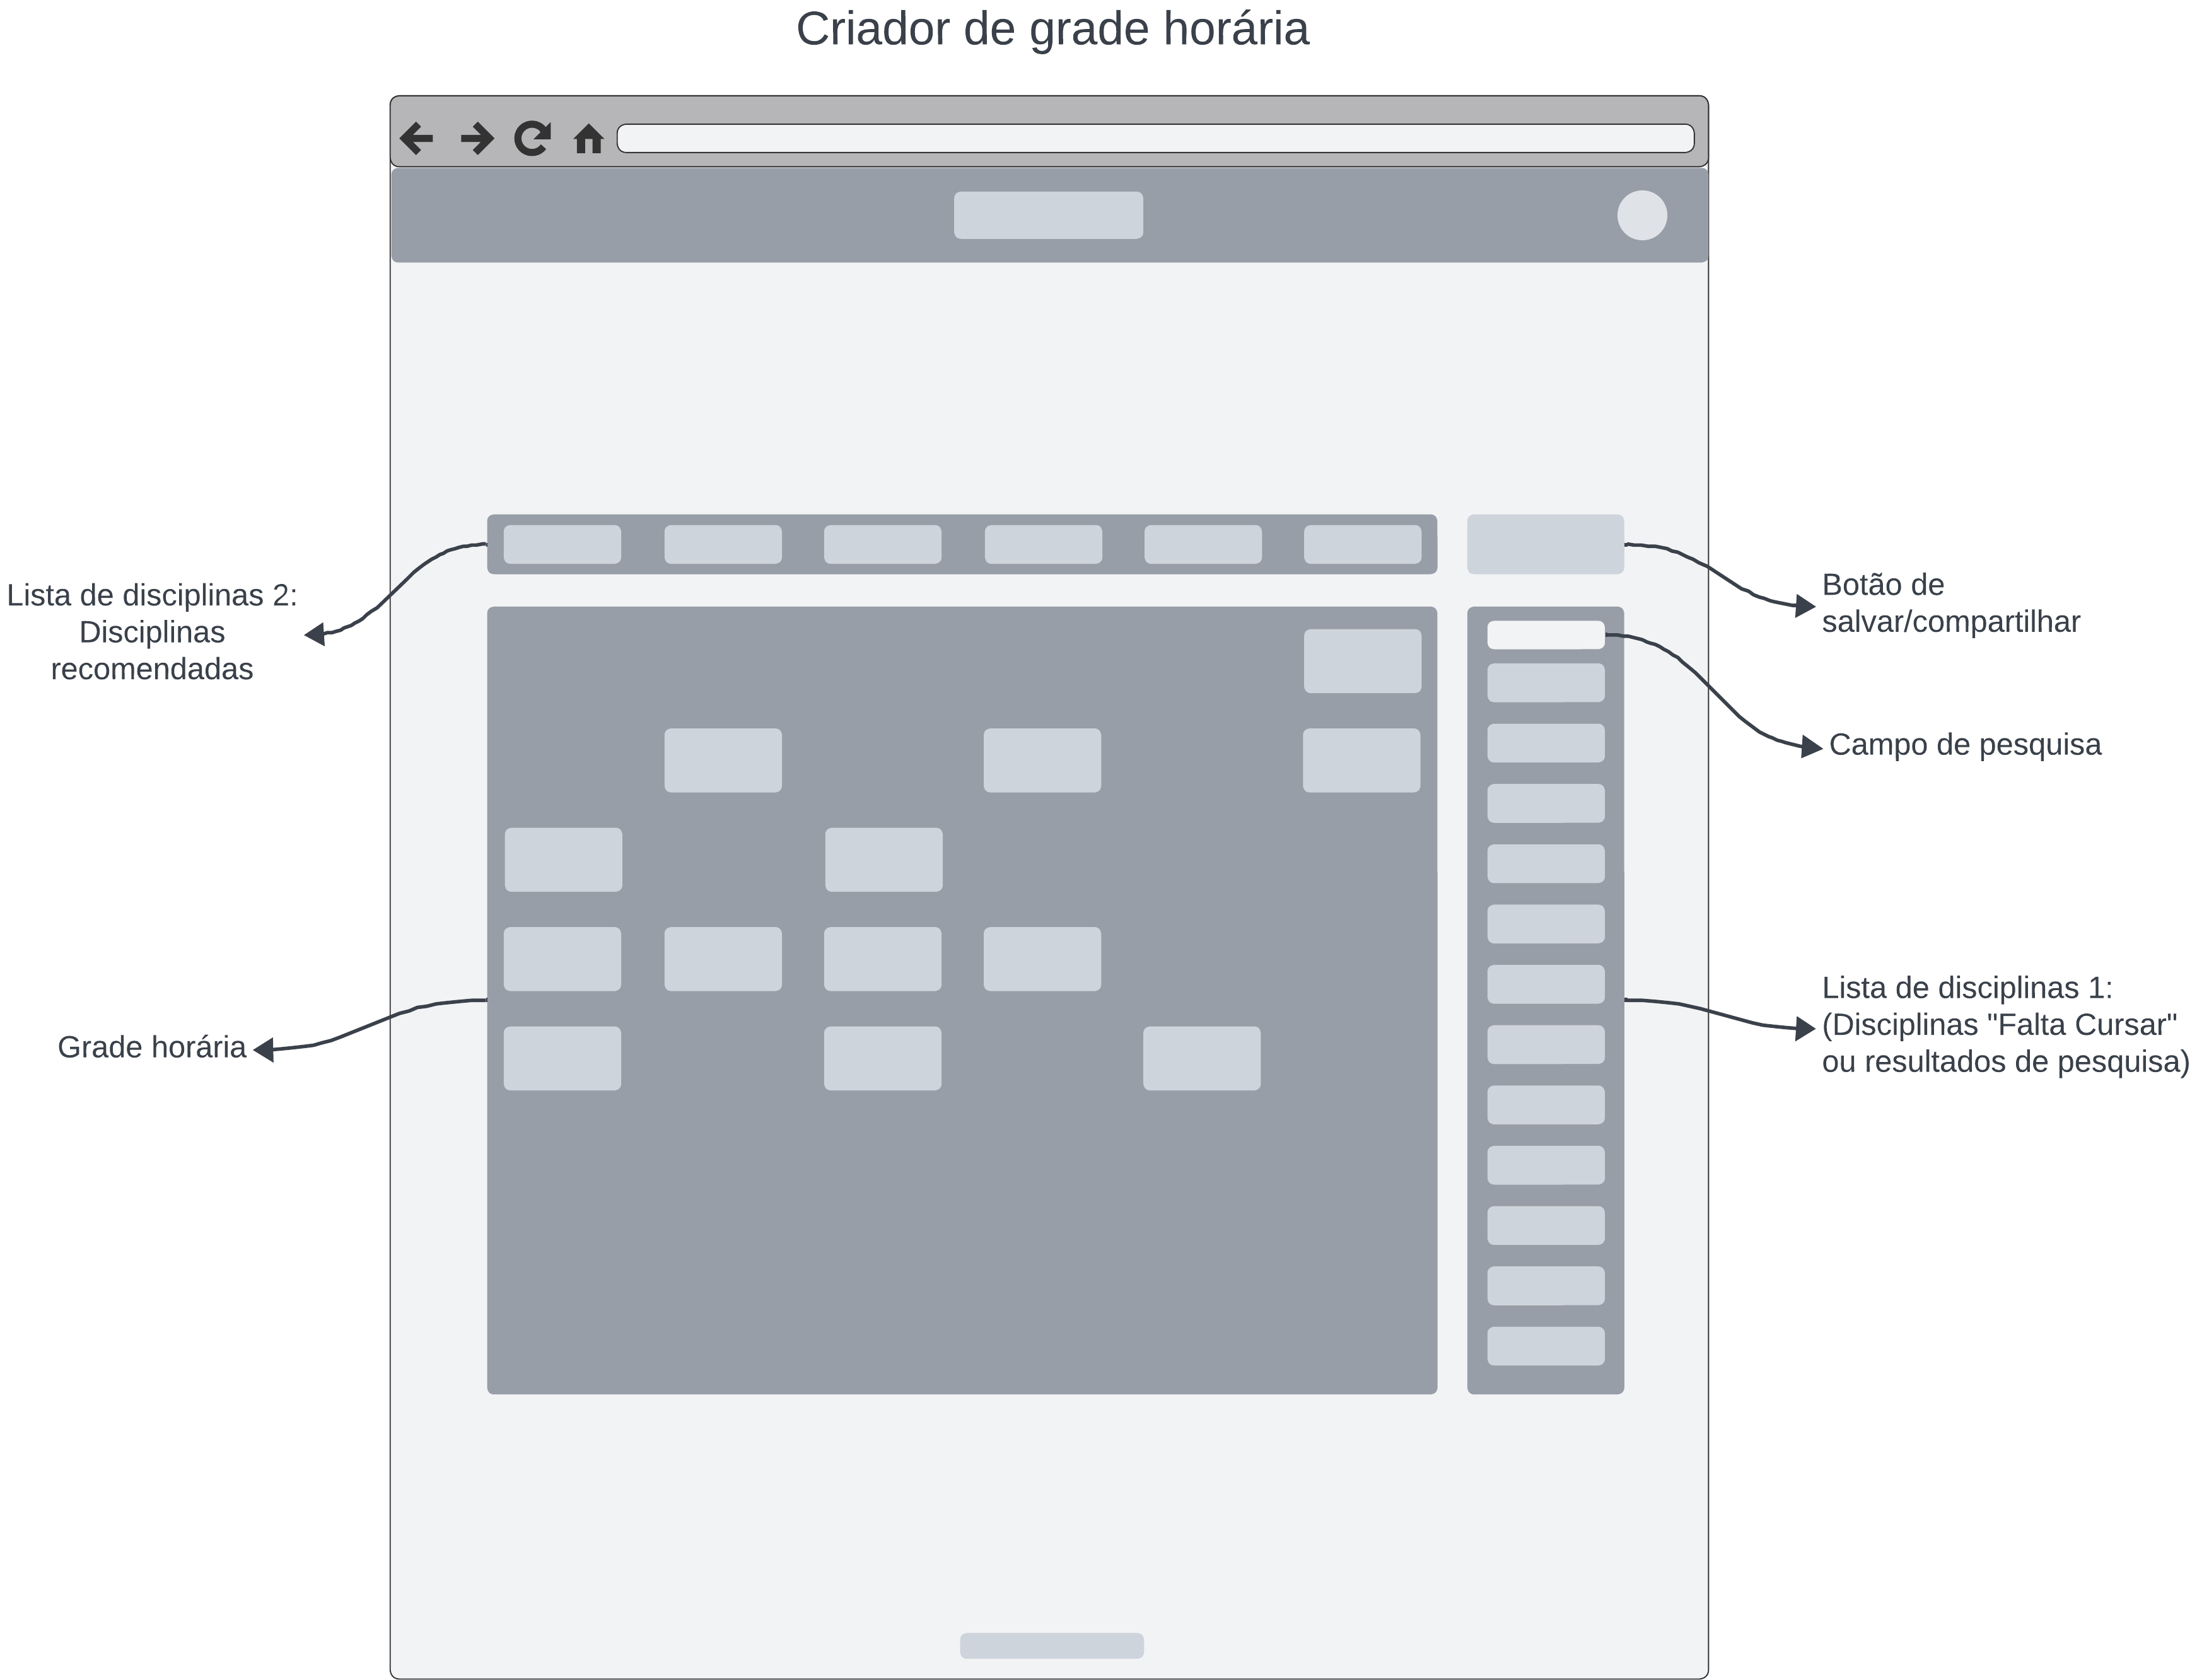 Criador de grade horária
Lista de disciplinas 2:
Disciplinas
recomendadas
Botão de
salvar/compartilhar
Campo de pesquisa
Grade horária
Lista de disciplinas 1:
(Disciplinas "Falta Cursar"
ou resultados de pesquisa)